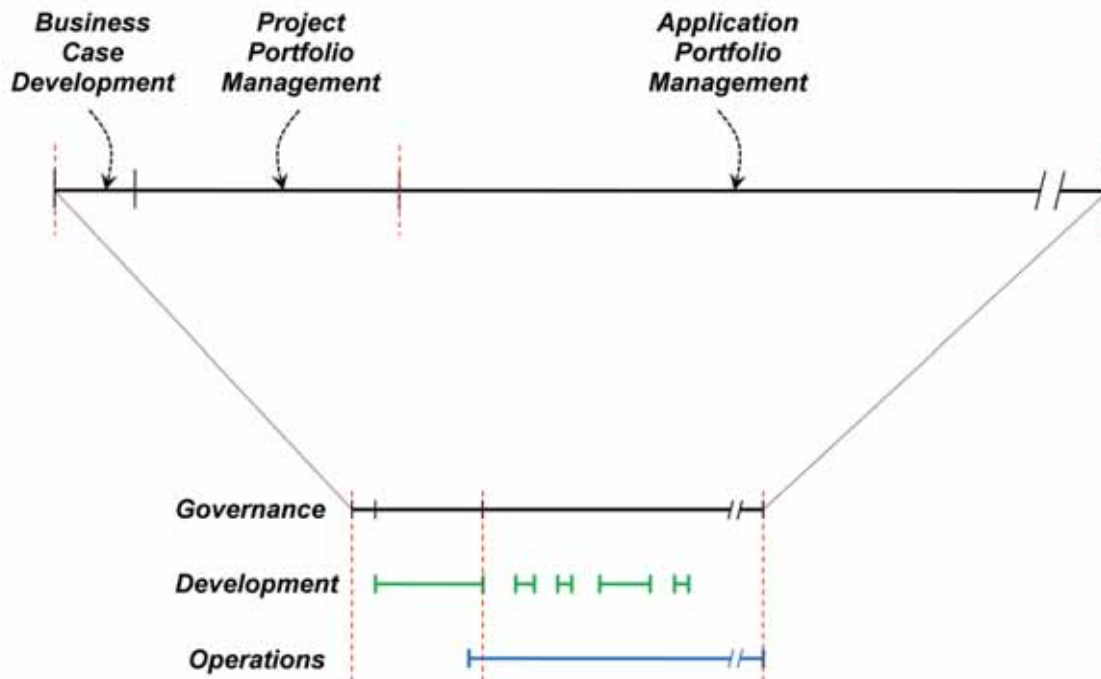 Business
Case
Development
Project
Portfolio
Management
Application
Portfolio
Management
Governance
Development
Operations